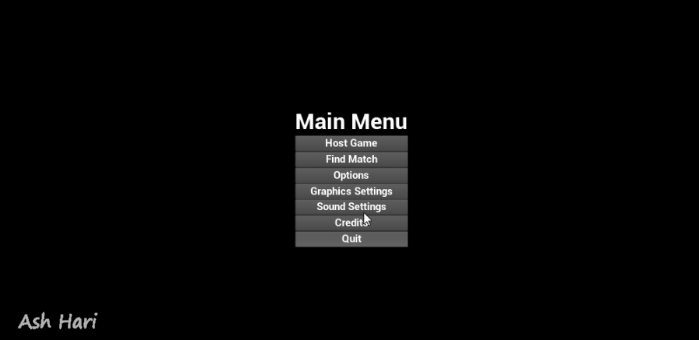 Main Menu
Host Game
Find Match
Options
Graphics Settings
Sound Settings
Credits
Quit
Ash Hari